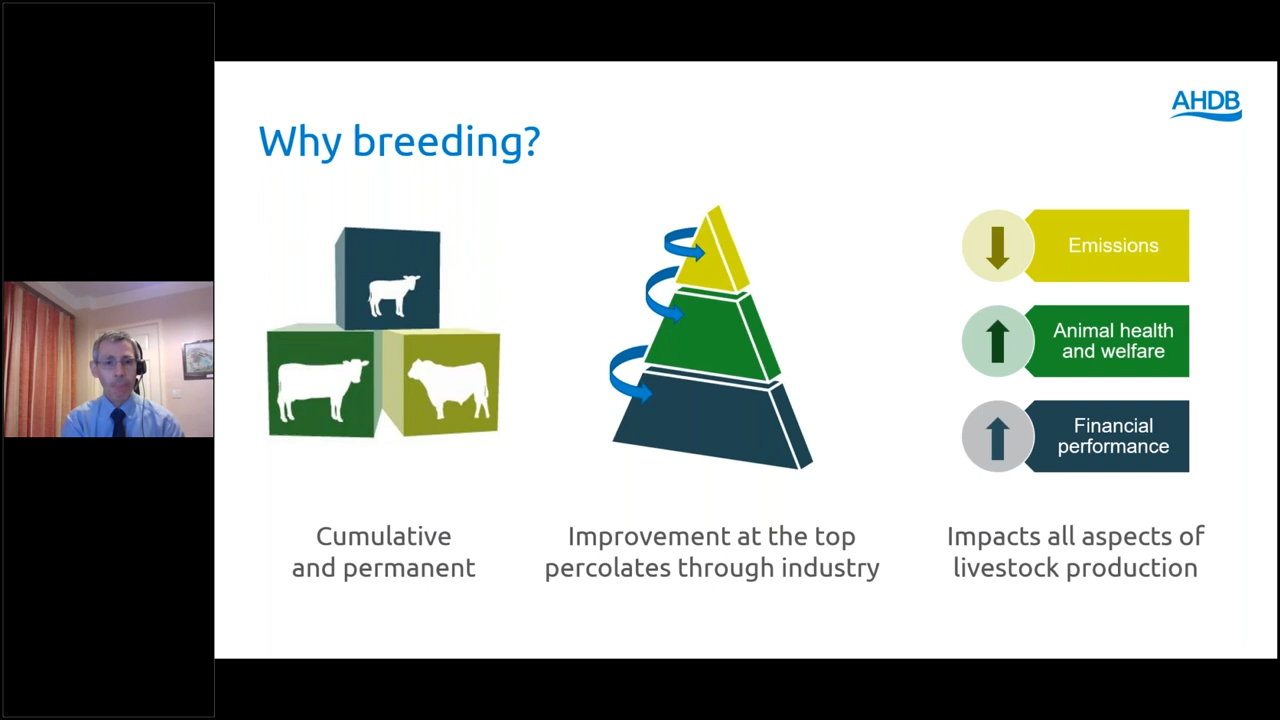 AHDB
Why breeding?
Emissions
Animal health
and welfare
Financial
performance
Cumulative
and permanent
Improvement at the top
percolates through industry
Impacts all aspects of
livestock production